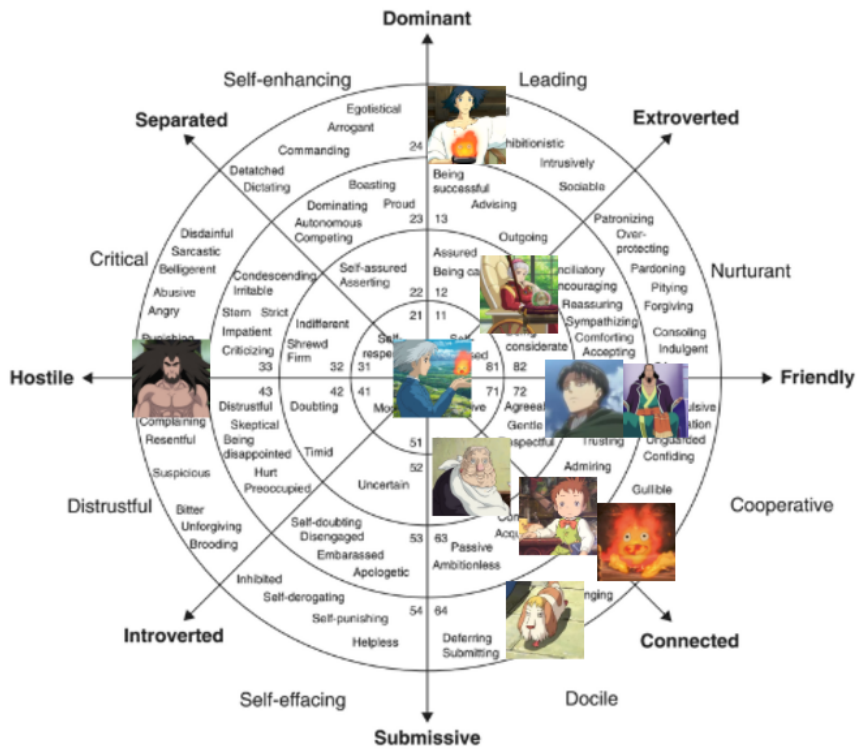 Dominant
Self-enhancing
Leading
Egotistical
Separated
Arrogant
Extroverted
Commanding
24
Intrusively
Detatched
Dictating
Boasting
Being
successful
Sociable
Dominating
Proud
Advising
Patronizing
Autonomous
23
13
Over-
protecting
Disdainful
Competing
Outgoing
Critical
Sarcastic
Assured
Pardoning
Nurturant
Belligerent
Condescending
Self-assured
Being
Pitying
Irritable
Asserting
Reassuring
Forgiving
Abusive
22
12
Angry
Stern
Strict
21
11
Sympathizing
Impatient
Indifferent
Comforting
Consoling
Criticizing
Shrewd
considerate
Accepting
Indulgent
Firm
33
32
31
81
82
Hostile
Friendly
43
42
41
71
72
Distrustful
Doubting
Complaining
Skeptical
Gentle
Resentful
Being
disappointed
51
Trusting
Unguarded
Confiding
Timid
52
Suspicious
Hurt
Admiring
Preoccupied
Uncertain
Gullible
Distrustful
Cooperative
Bitter
Unforgiving
Self-doubting
Brooding
Disengaged
53
63
Passive
Embarassed
Ambitionless
Apologetic
Inhibited
Self-derogating
54
64
Introverted
Self-punishing
Deferring
Connected
Helpless
Submitting
Self-effacing
Docile
Submissive